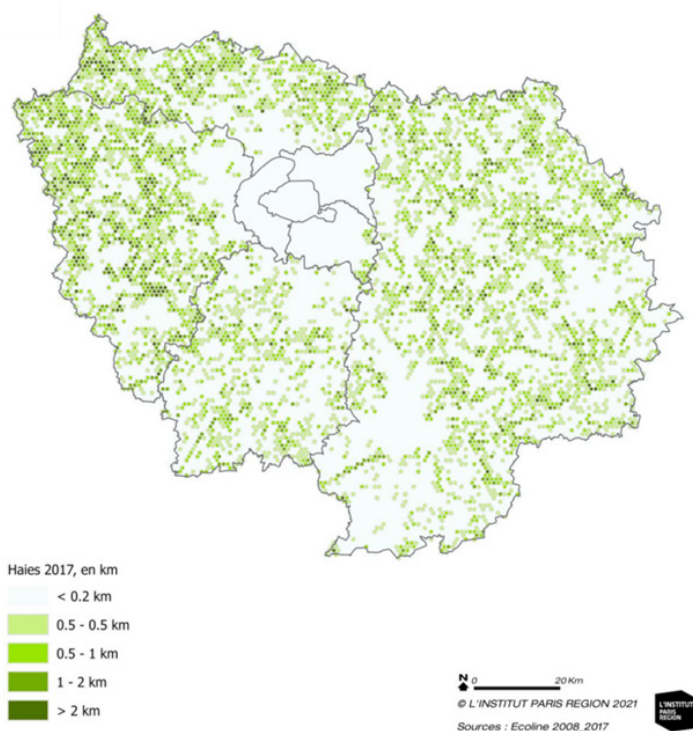 Haies 2017, en km
< 0.2 km
0.5 - 0.5 km
0.5 - 1 km
1 - 2 km
> 2 km
N 0 20 Km
© L'INSTITUT PARIS REGION 2021
Sources : Ecoline 2008_2017
L'INSTITUT
PARIS
REGION